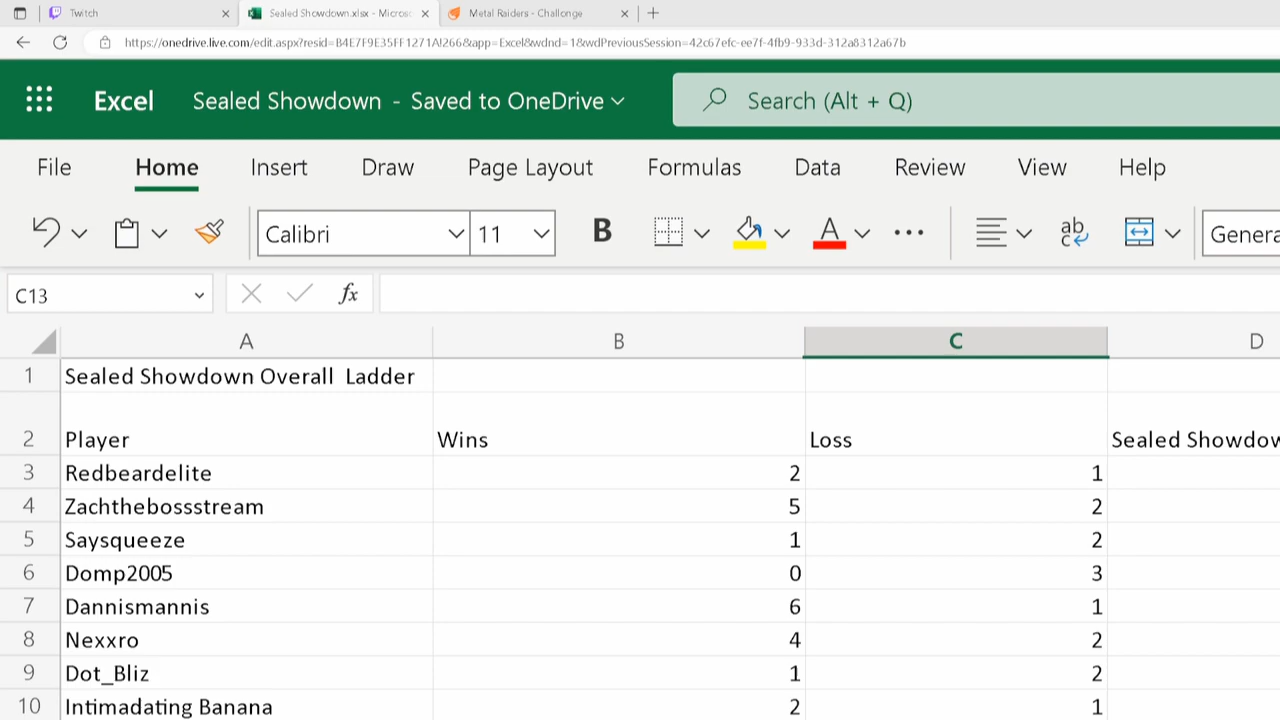 Twitch
Sealed Showdown.xlsx - Microsc
Metal Raiders - Challonge
https://onedrive.live.com/edit.aspx?resid=B4E7F9E35FF1271A!266&app=Excel&wdnd=1&wdPreviousSession=42c67efc-ee7f-4fb9-933d-312a8312a67b
Excel Sealed Showdown - Saved to OneDrive
Search (Alt + Q)
File Home Insert Draw Page Layout Formulas Data Review View Help
Calibri 11 B A ab c Genera
C13 fx
A B C D
1 Sealed Showdown Overall Ladder
2 Player Wins Loss Sealed Showdow
3 Redbeardelite 2 1
4 Zachthebossstream 5 2
5 Saysqueeze 1 2
6 Domp2005 0 3
7 Dannismannis 6 1
8 Nexxro 4 2
9 Dot_Bliz 1 2
10 Intimadating Banana 2 1